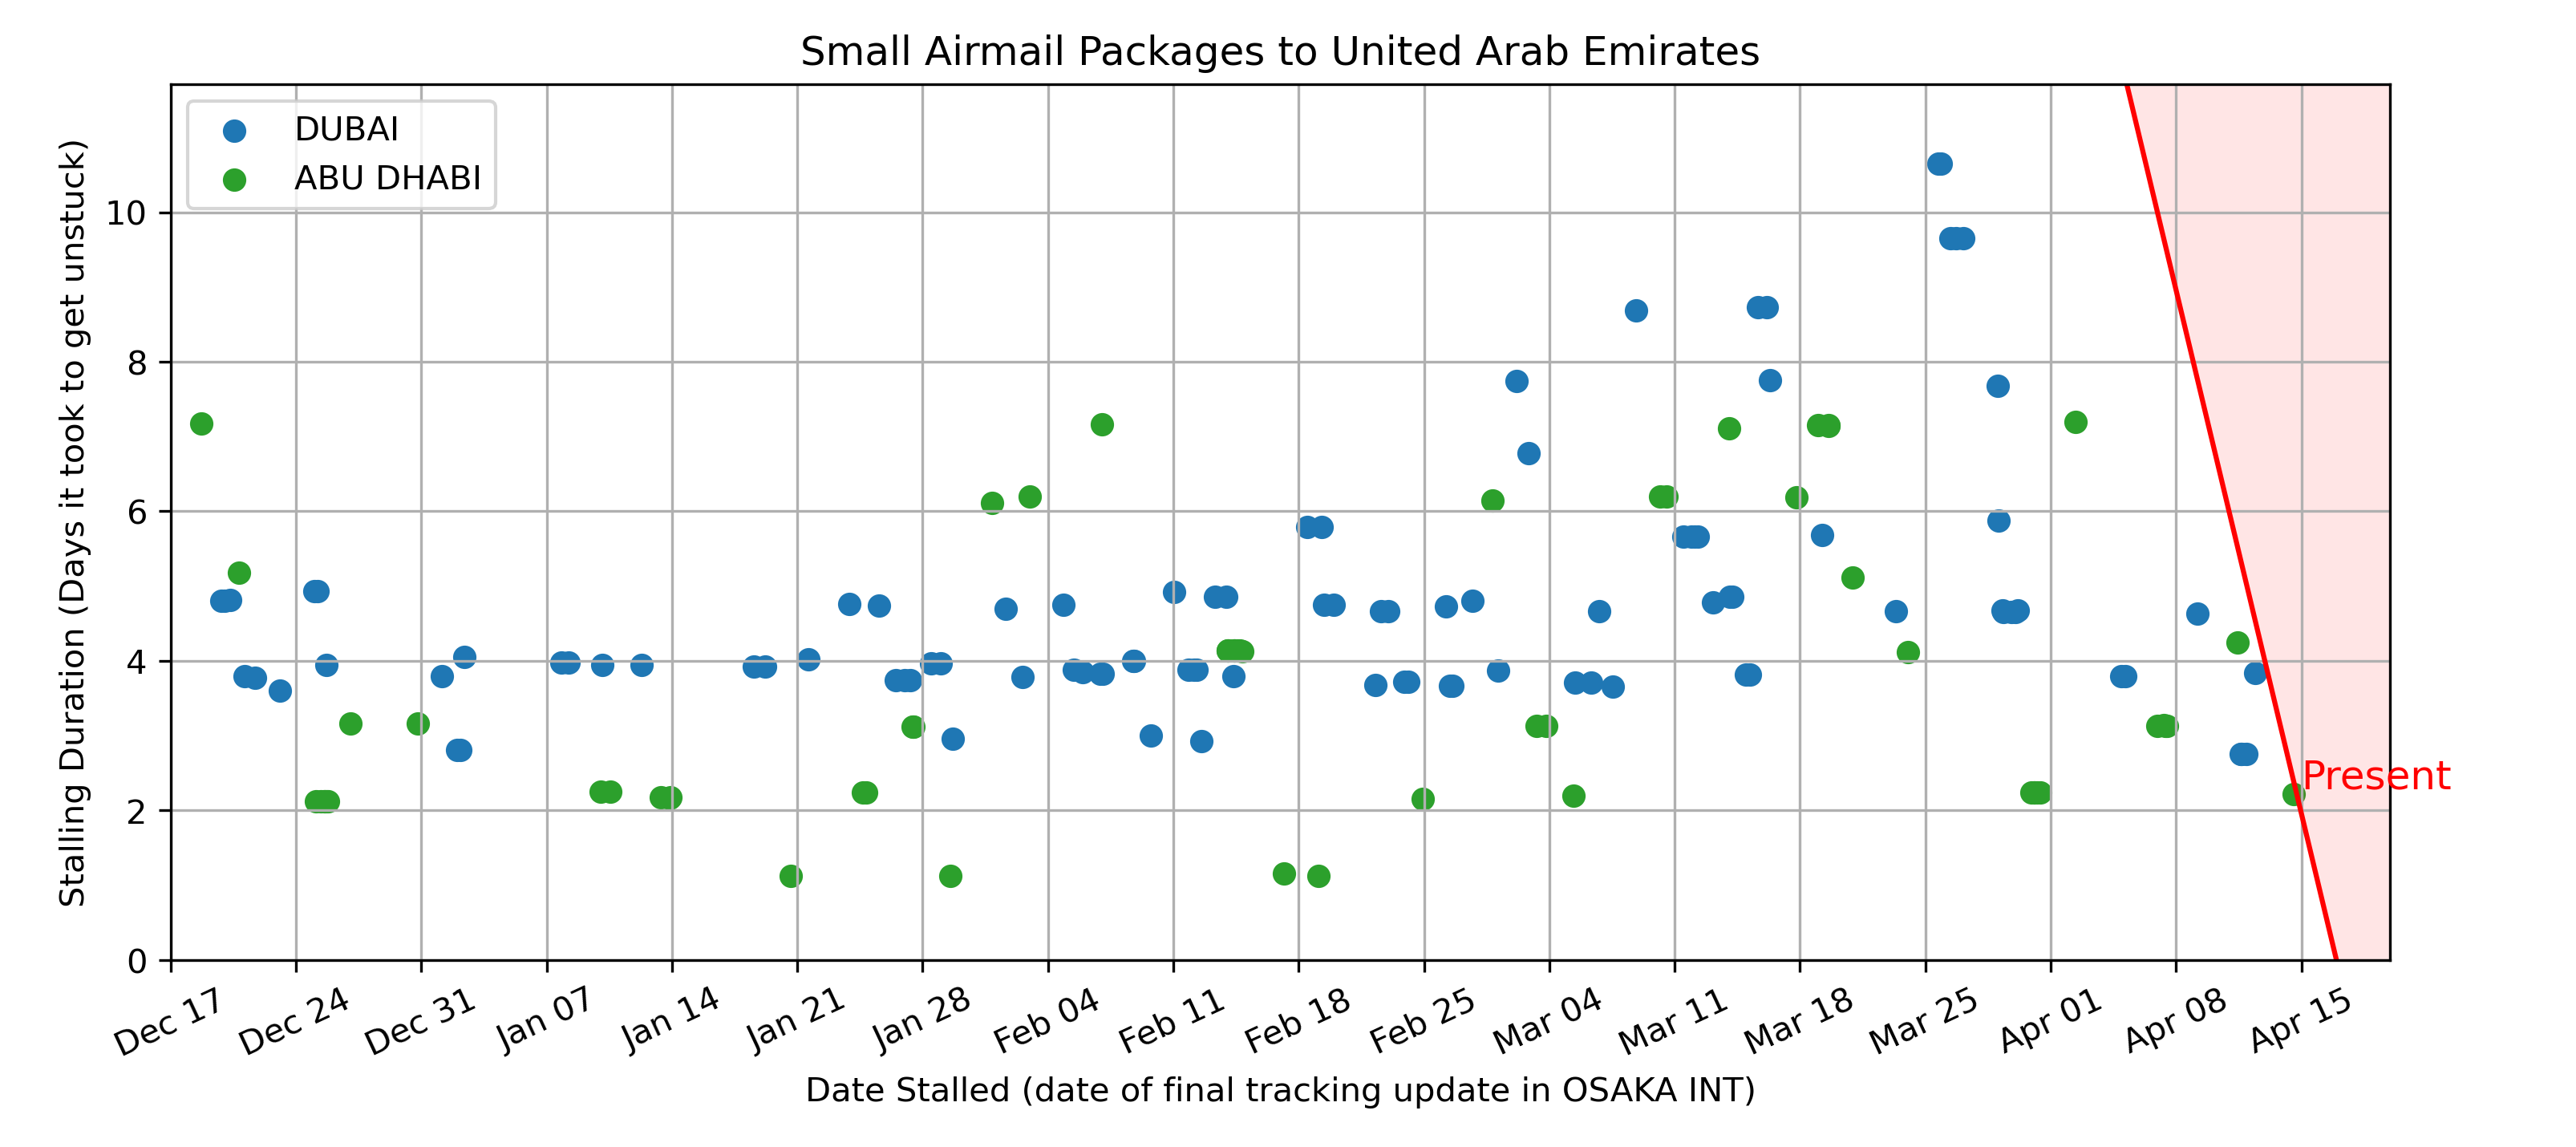 Small Airmail Packages to United Arab Emirates
DUBAI
ABU DHABI
Stalling Duration (Days it took to get unstuck)
10
8
6
4
2
0
Present
Dec 17
Dec 24
Dec 31
Jan 07
Jan 14
Jan 21
Jan 28
Feb 04
Feb 11
Feb 18
Feb 25
Mar 04
Mar 11
Mar 18
Mar 25
Apr 01
Apr 08
Apr 15
Date Stalled (date of final tracking update in OSAKA INT)